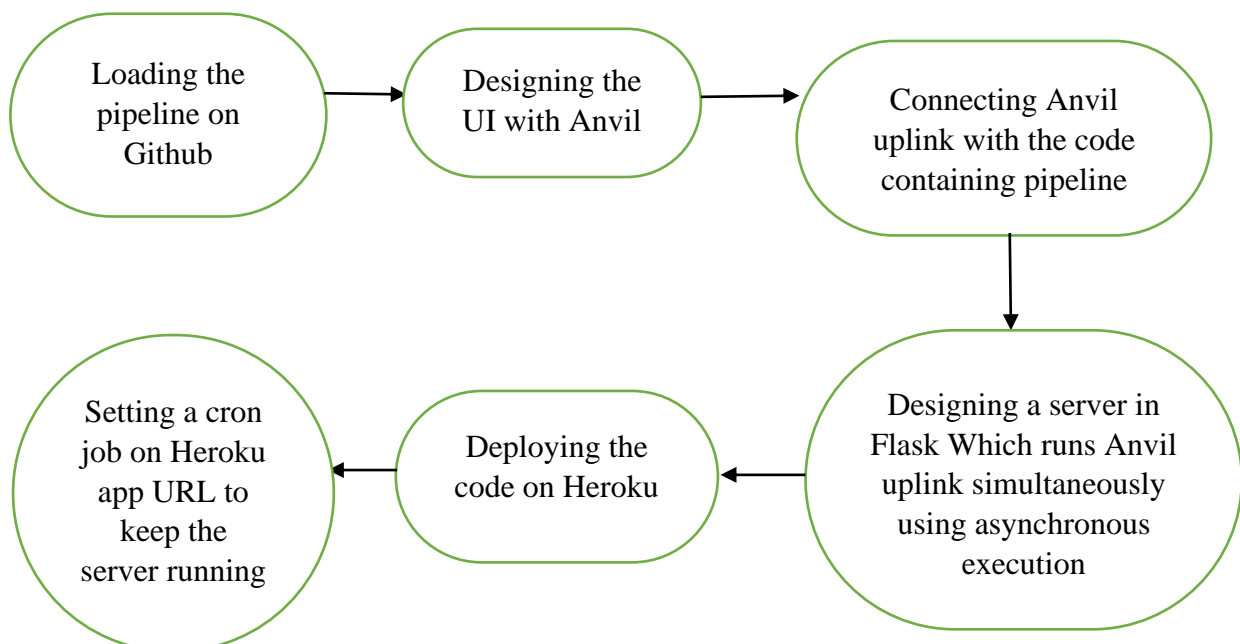 Loading the
pipeline on
Github
Designing the
UI with Anvil
Connecting Anvil
uplink with the code
containing pipeline
Designing a server in
Flask Which runs Anvil
uplink simultaneously
using asynchronous
execution
Deploying the
code on Heroku
Setting a cron
job on Heroku
app URL to
keep the
server running